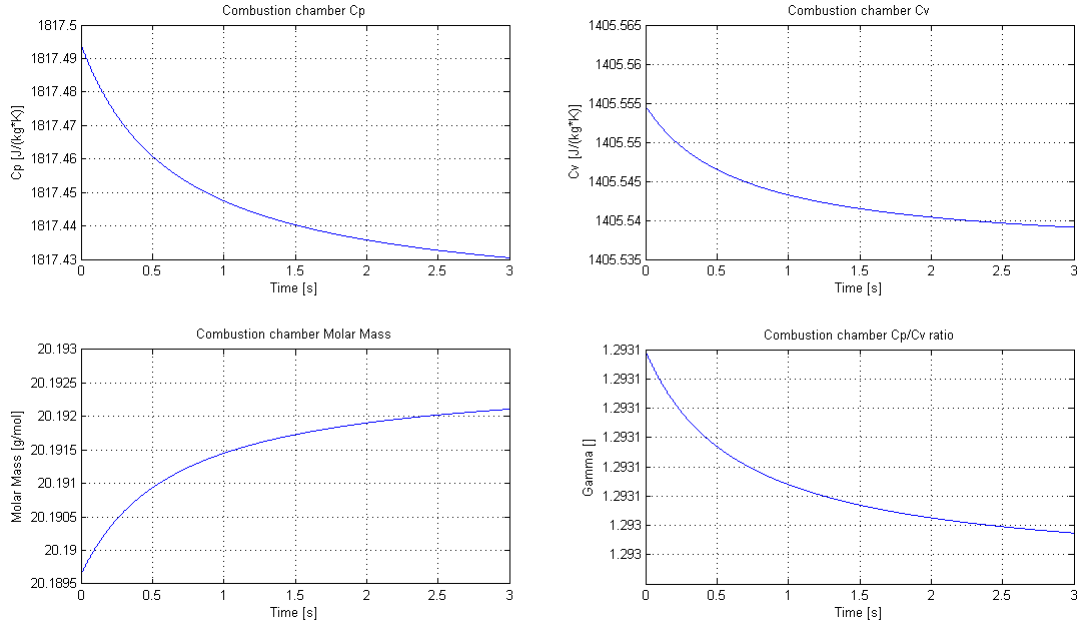 Combustion chamber Cp
1817.5
1817.49
1817.48
1817.47
1817.46
1817.45
1817.44
1817.43
Cp [J/(kg*K)]
0 0.5 1 1.5 2 2.5 3
Time [s]
Combustion chamber Cv
1405.565
1405.56
1405.555
1405.55
1405.545
1405.54
1405.535
Cv [J/(kg*K)]
0 0.5 1 1.5 2 2.5 3
Time [s]
Combustion chamber Molar Mass
20.193
20.1925
20.192
20.1915
20.191
20.1905
20.19
20.1895
Molar Mass [g/mol]
0 0.5 1 1.5 2 2.5 3
Time [s]
Combustion chamber Cp/Cv ratio
1.2931
1.2931
1.2931
1.2931
1.2931
1.2931
1.293
1.293
Gamma []
0 0.5 1 1.5 2 2.5 3
Time [s]